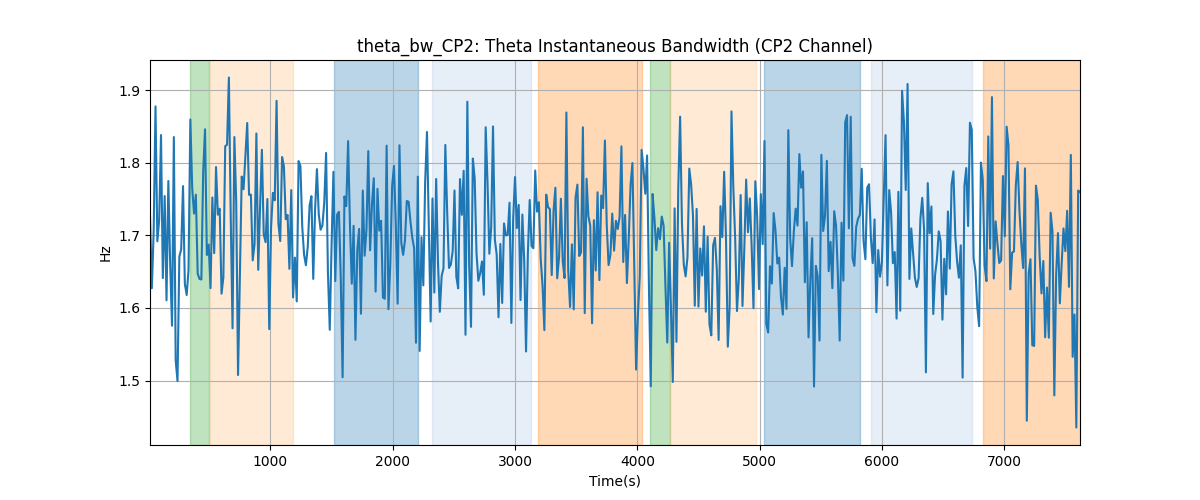 theta_bw_CP2: Theta Instantaneous Bandwidth (CP2 Channel)
1.9
1.8
1.7
1.6
1.5
Hz
1000 2000 3000 4000 5000 6000 7000
Time(s)